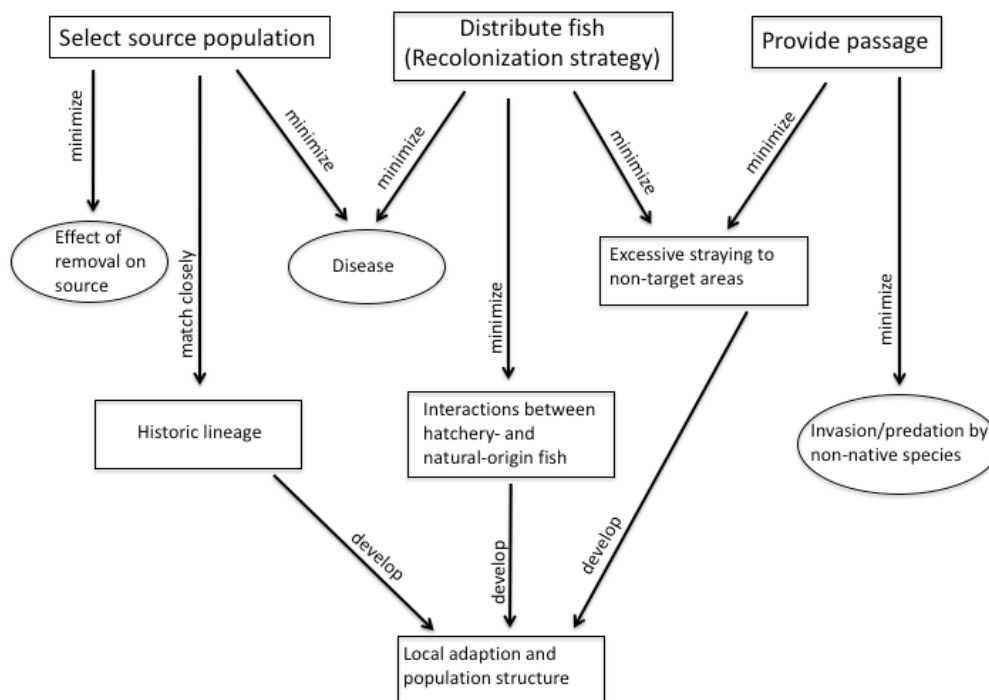 Select source population
Distribute fish
(Recolonization strategy)
Provide passage
minimize
match closely
minimize
minimize
minimize
minimize
minimize
minimize
Effect of
removal on
source
Disease
Excessive straying to
non-target areas
Historic lineage
Interactions between
hatchery- and
natural-origin fish
Invasion/predation by
non-native species
develop
develop
develop
Local adaption and
population structure